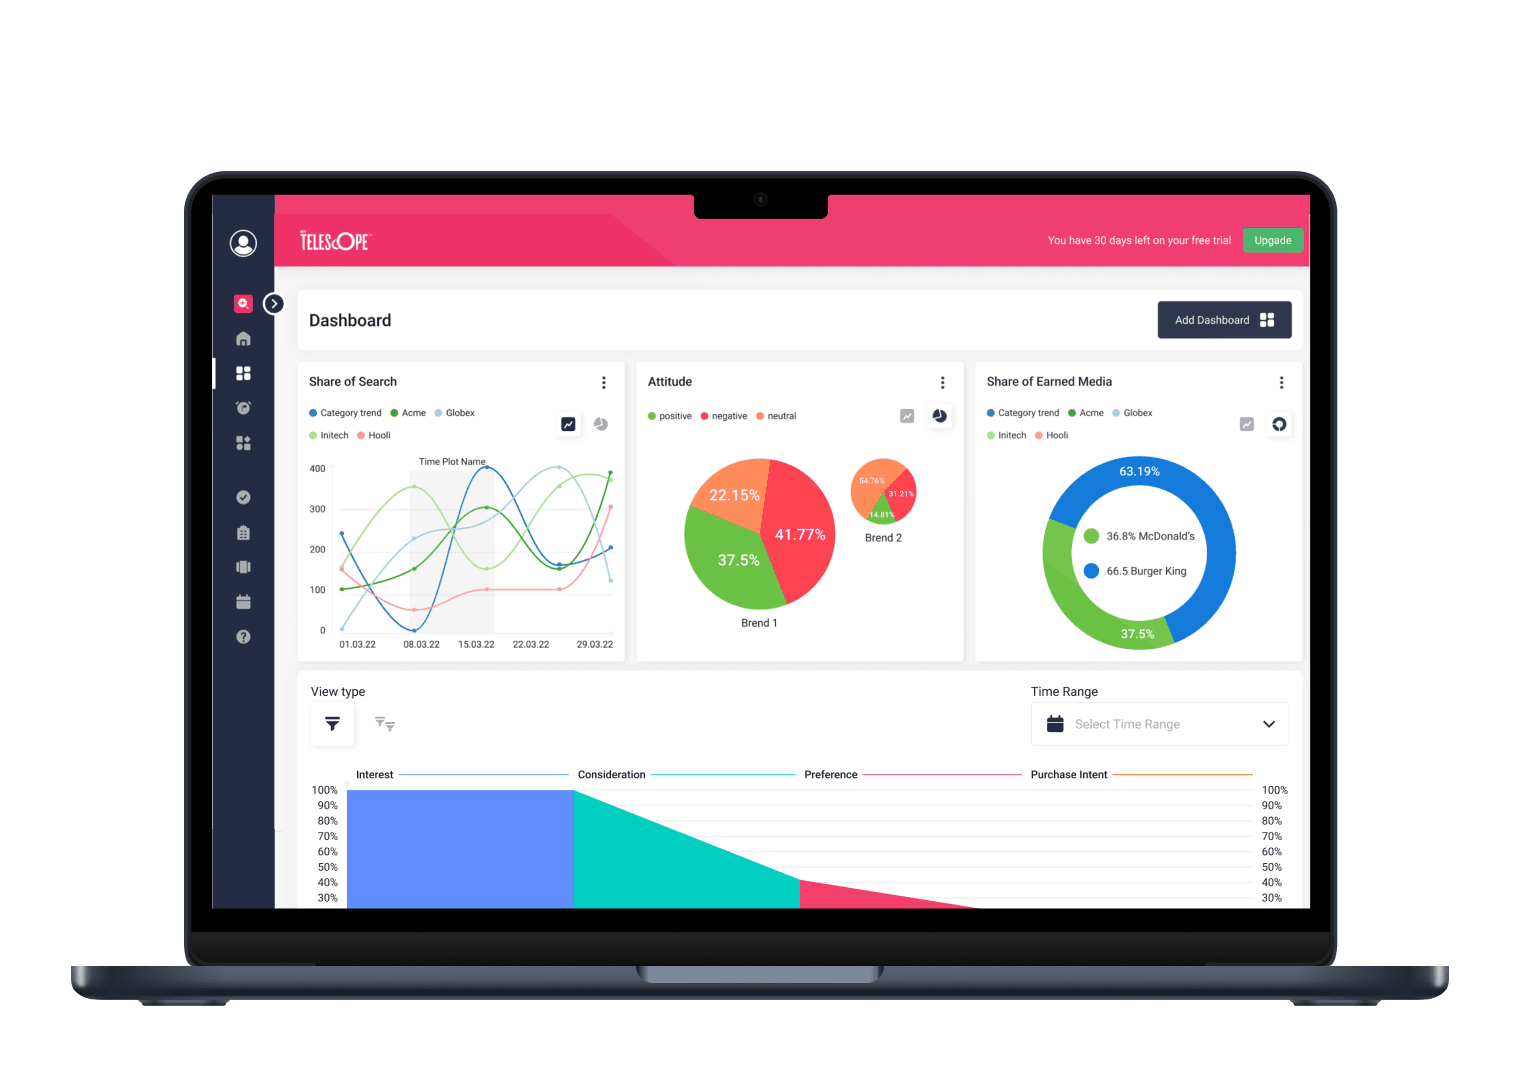 MY
TELESCOPE™
You have 30 days left on your free trial
Upgade
Dashboard
Add Dashboard
Share of Search
Category trend Acme Globex
Initech Hooli
Time Plot Name
400
300
200
100
0
01.03.22 08.03.22 15.03.22 22.03.22 29.03.22
Attitude
positive negative neutral
22.15%
41.77%
37.5%
Brend 1
54.76%
31.21%
14.81%
Brend 2
Share of Earned Media
Category trend Acme Globex
Initech Hooli
63.19%
36.8% McDonald's
66.5 Burger King
37.5%
View type
Time Range
Select Time Range
Interest Consideration Preference Purchase Intent
100% 100%
90% 90%
80% 80%
70% 70%
60% 60%
50% 50%
40% 40%
30% 30%